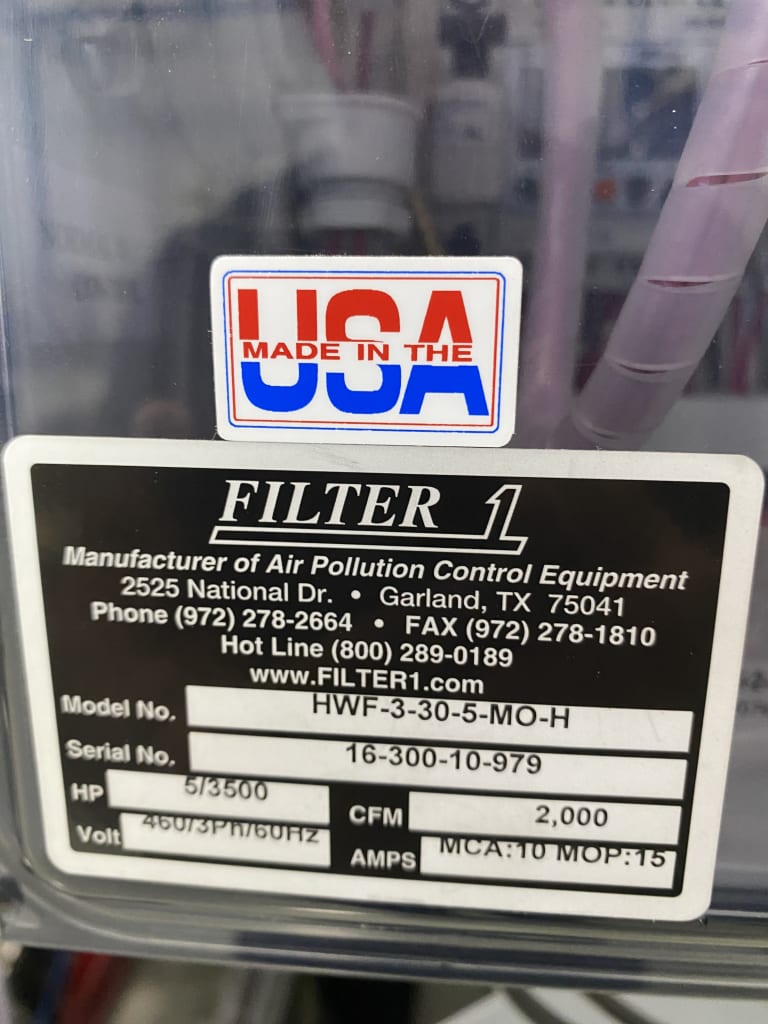 USA
MADE IN THE
FILTER 1
Manufacturer of Air Pollution Control Equipment
2525 National Dr. • Garland, TX 75041
Phone (972) 278-2664 • FAX (972) 278-1810
Hot Line (800) 289-0189
www.FILTER1.com
Model No. HWF-3-30-5-MO-H
Serial No. 16-300-10-979
HP 5/3500 CFM 2,000
Volt 460/3Ph/60Hz AMPS MCA:10 MOP:15